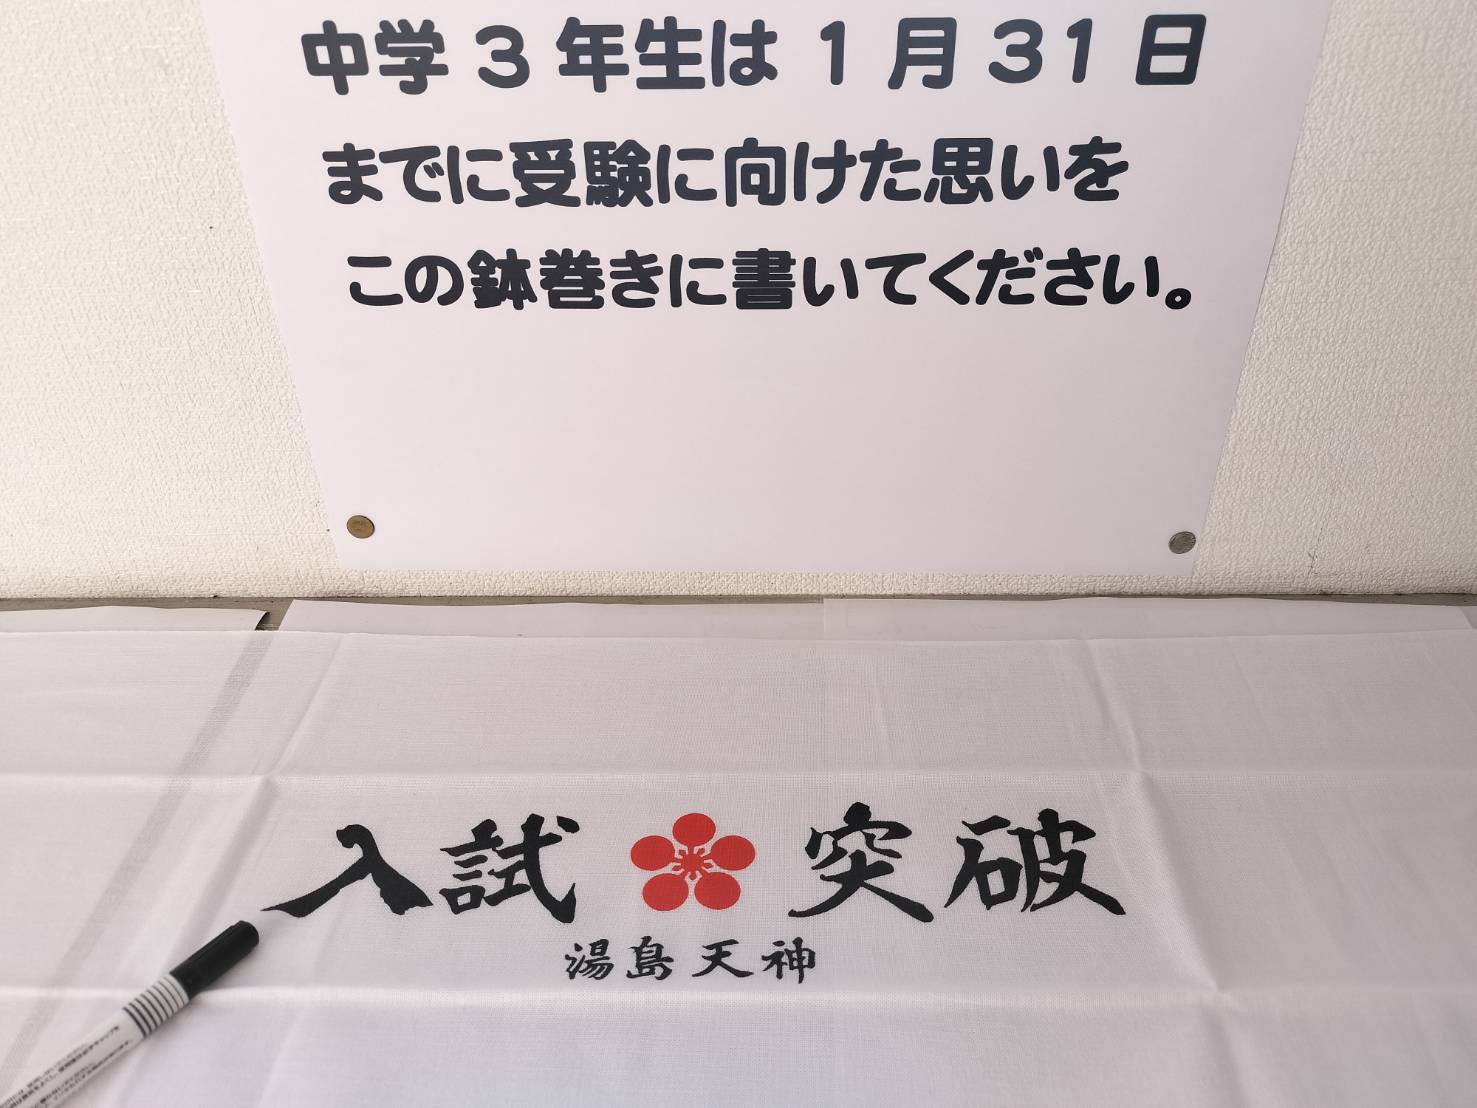 中学3年生は1月31日
までに受験に向けた思いを
この鉢巻きに書いてください。
入試 突破
湯島天神